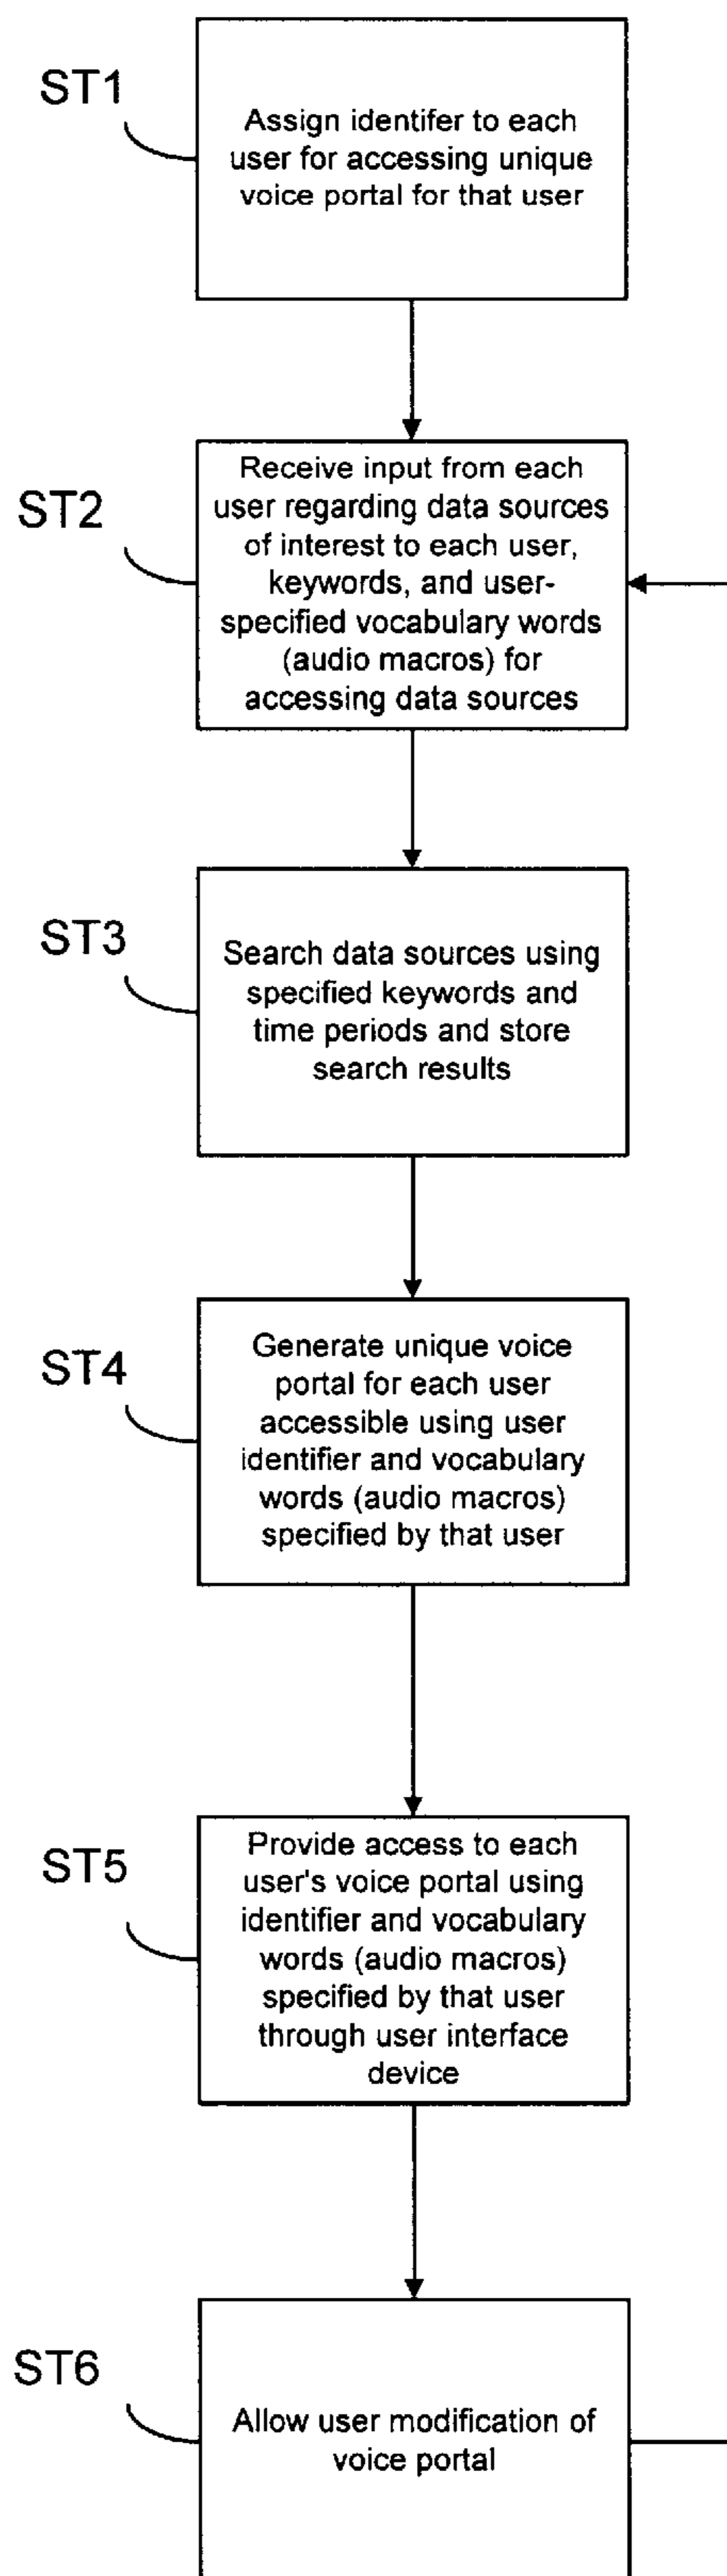 ST1
Assign identifer to each
user for accessing unique
voice portal for that user
ST2
Receive input from each
user regarding data sources
of interest to each user,
keywords, and user-
specified vocabulary words
(audio macros) for
accessing data sources
ST3
Search data sources using
specified keywords and
time periods and store
search results
ST4
Generate unique voice
portal for each user
accessible using user
identifier and vocabulary
words (audio macros)
specified by that user
ST5
Provide access to each
user's voice portal using
identifier and vocabulary
words (audio macros)
specified by that user
through user interface
device
ST6
Allow user modification of
voice portal